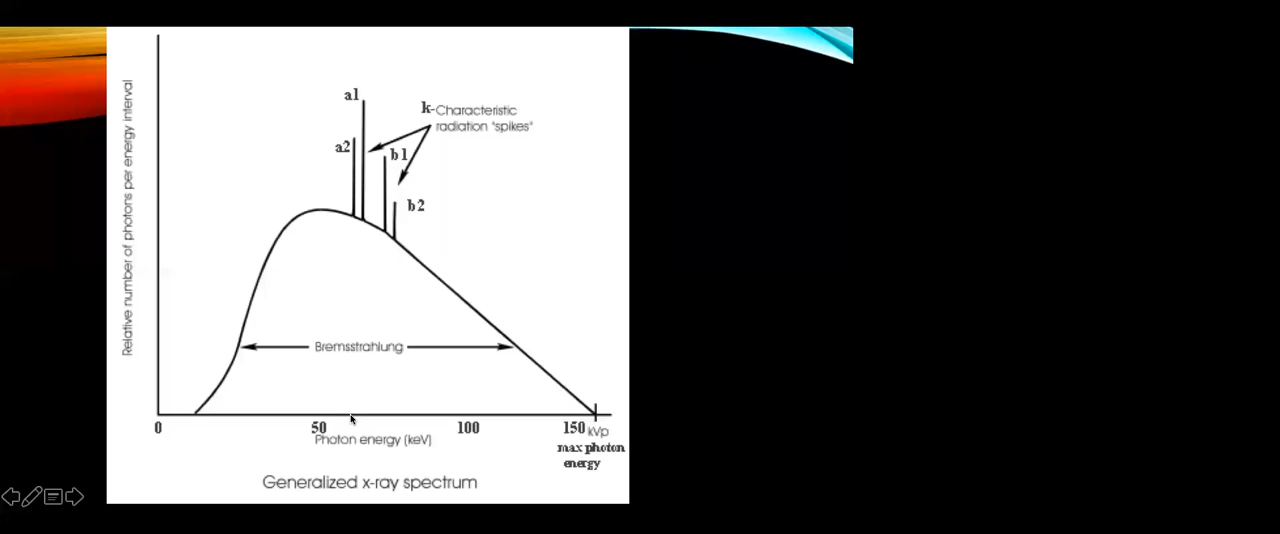 Relative number of photons per energy interval
a1
k-Characteristic
radiation "spikes"
a2
b1
b2
Bremsstrahlung
0
50
100
150 kVp
Photon energy (keV)
max photon
energy
Generalized x-ray spectrum